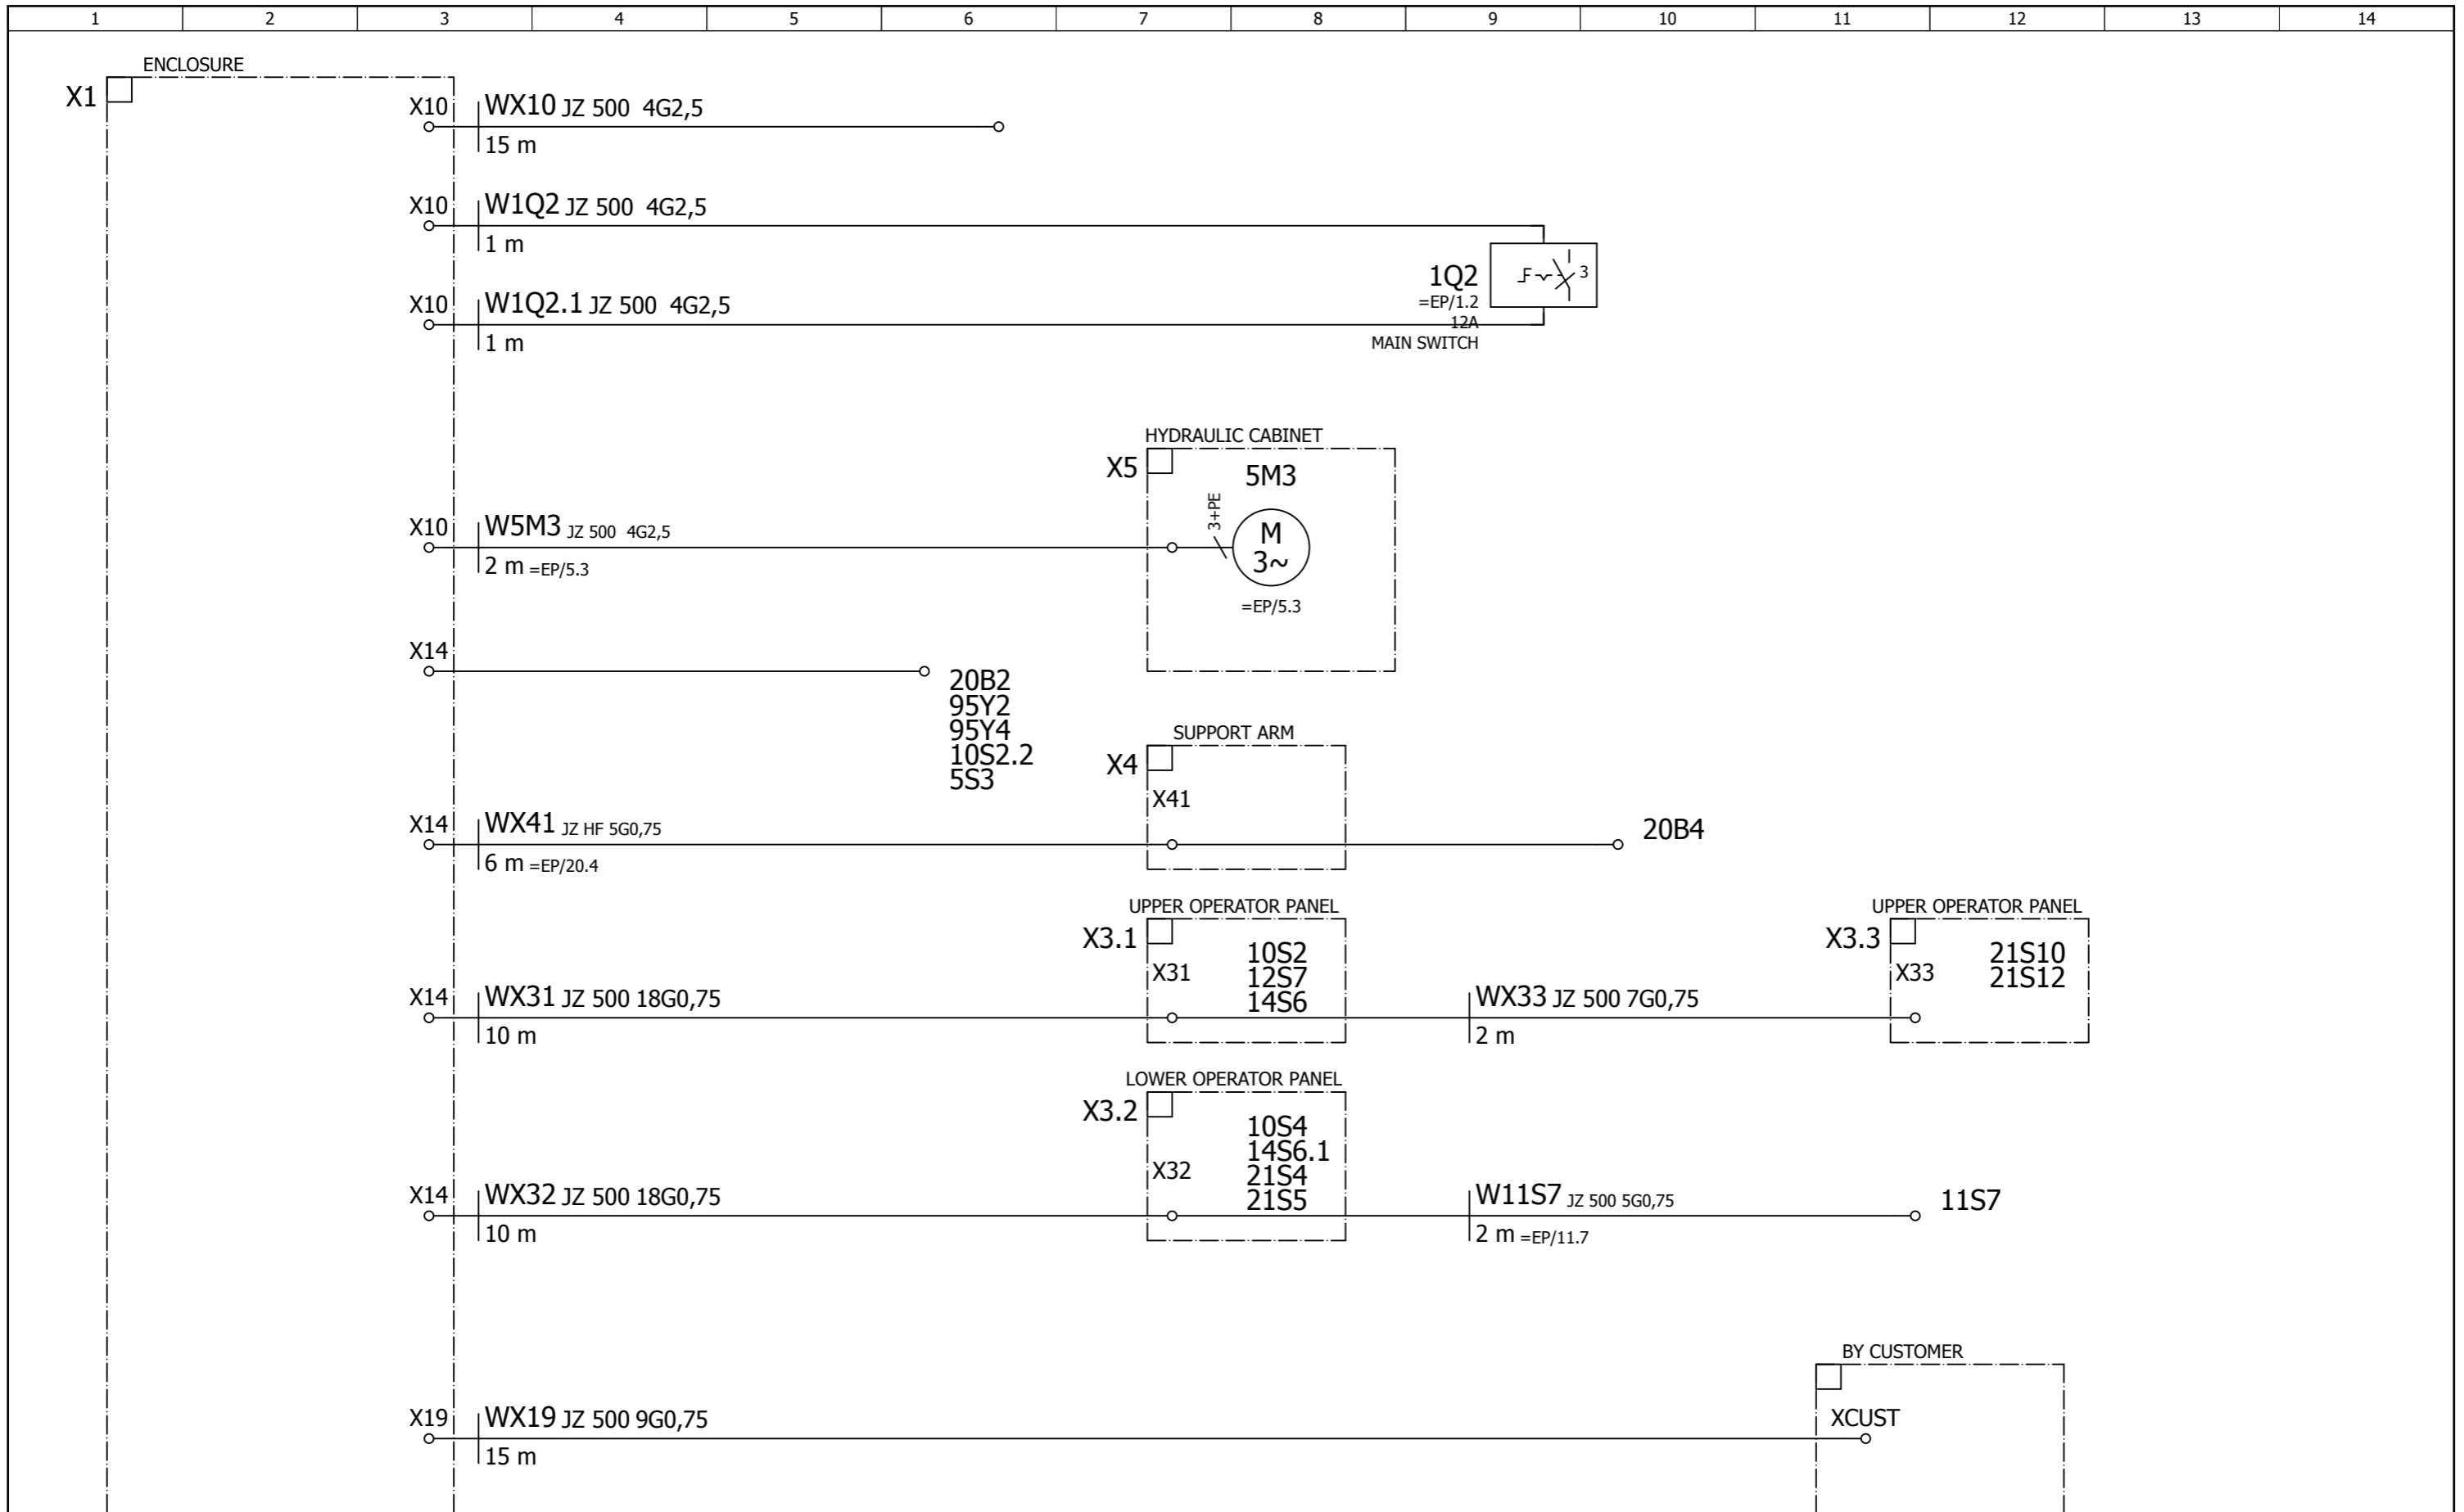 1 2 3 4 5 6 7 8 9 10 11 12 13 14
ENCLOSURE
X1
X10 WX10 JZ 500 4G2,5
15 m
X10 W1Q2 JZ 500 4G2,5
1 m
1Q2
3
=EP/1.2
12A
MAIN SWITCH
X10 W1Q2.1 JZ 500 4G2,5
1 m
HYDRAULIC CABINET
X5
5M3
3+PE
M
3~
=EP/5.3
X10 W5M3 JZ 500 4G2,5
2 m =EP/5.3
X14
20B2
95Y2
95Y4
10S2.2
5S3
SUPPORT ARM
X4
X41
X14 WX41 JZ HF 5G0,75
6 m =EP/20.4
20B4
UPPER OPERATOR PANEL
X3.1
X31
10S2
12S7
14S6
UPPER OPERATOR PANEL
X3.3
X33
21S10
21S12
X14 WX31 JZ 500 18G0,75
10 m
WX33 JZ 500 7G0,75
2 m
LOWER OPERATOR PANEL
X3.2
X32
10S4
14S6.1
21S4
21S5
X14 WX32 JZ 500 18G0,75
10 m
W11S7 JZ 500 5G0,75
2 m =EP/11.7
11S7
BY CUSTOMER
XCUST
X19 WX19 JZ 500 9G0,75
15 m